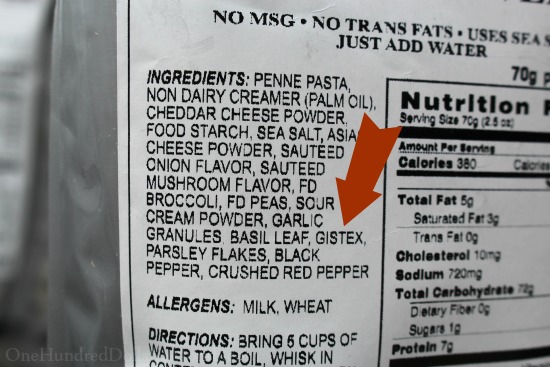 NO MSG • NO TRANS FATS • USES SEA
JUST ADD WATER
70g
INGREDIENTS: PENNE PASTA,
NON DAIRY CREAMER (PALM OIL),
CHEDDAR CHEESE POWDER,
FOOD STARCH, SEA SALT,
CHEESE POWDER, SAUTEED
ONION FLAVOR, SAUTEED
MUSHROOM FLAVOR, FD
BROCCOLI, FD PEAS, SOUR
CREAM POWDER, GARLIC
GRANULES, BASIL LEAF, GISTEX,
PARSLEY FLAKES, BLACK
PEPPER, CRUSHED RED PEPPER
ALLERGENS: MILK, WHEAT
DIRECTIONS: BRING 5 CUPS OF
WATER TO A BOIL, WHISK IN
Nutrition
Serving Size 70g (2.5 oz)
Amount Per Serving
Calories 380 Calories
Total Fat 5g
Saturated Fat 3g
Trans Fat 0g
Cholesterol 10mg
Sodium 720mg
Total Carbohydrate 72g
Dietary Fiber 0g
Sugars 1g
Protein 7g